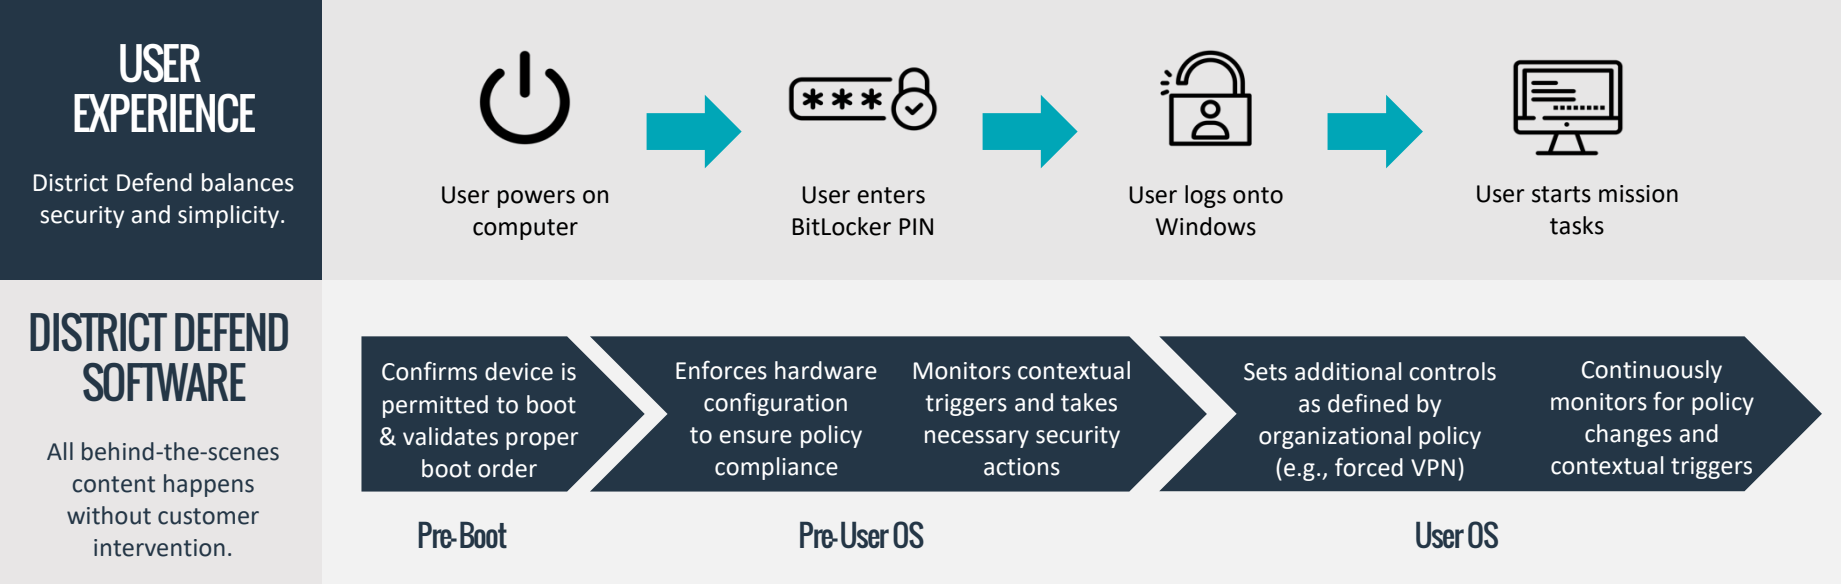 USER
EXPERIENCE
District Defend balances
security and simplicity.
User powers on
computer
***
User enters
BitLocker PIN
User logs onto
Windows
User starts mission
tasks
DISTRICT DEFEND
SOFTWARE
All behind-the-scenes
content happens
without customer
intervention.
Confirms device is
permitted to boot
& validates proper
boot order
Enforces hardware
configuration
to ensure policy
compliance
Monitors contextual
triggers and takes
necessary security
actions
Sets additional controls
as defined by
organizational policy
(e.g., forced VPN)
Continuously
monitors for policy
changes and
contextual triggers
Pre-Boot
Pre-User OS
User OS